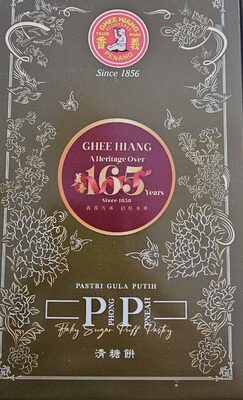 GHEE HIANG
TRADE MARK
香 義
PENANG
Since 1856
GHEE HIANG
A Heritage Over
165 Years
Since 1856
PASTRI GULA PUTIH
PHONG PNEAH
Flaky Sugar Puff Pastry
清糖餅